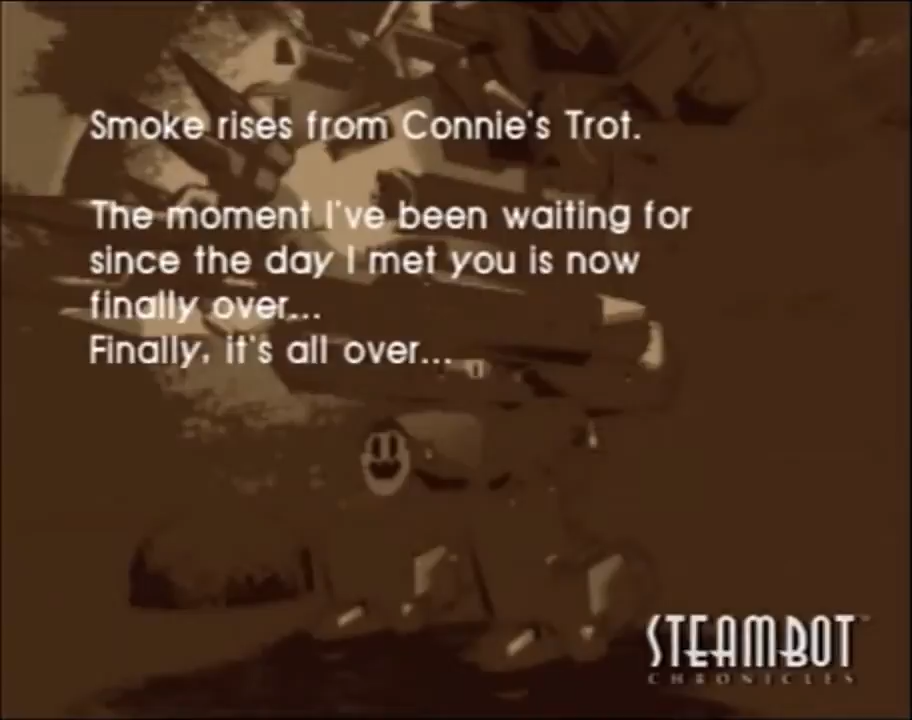 Smoke rises from Connie's Trot.
The moment I've been waiting for
since the day I met you is now
finally over...
Finally, it's all over...
STEAMBOT
CHRONICLES